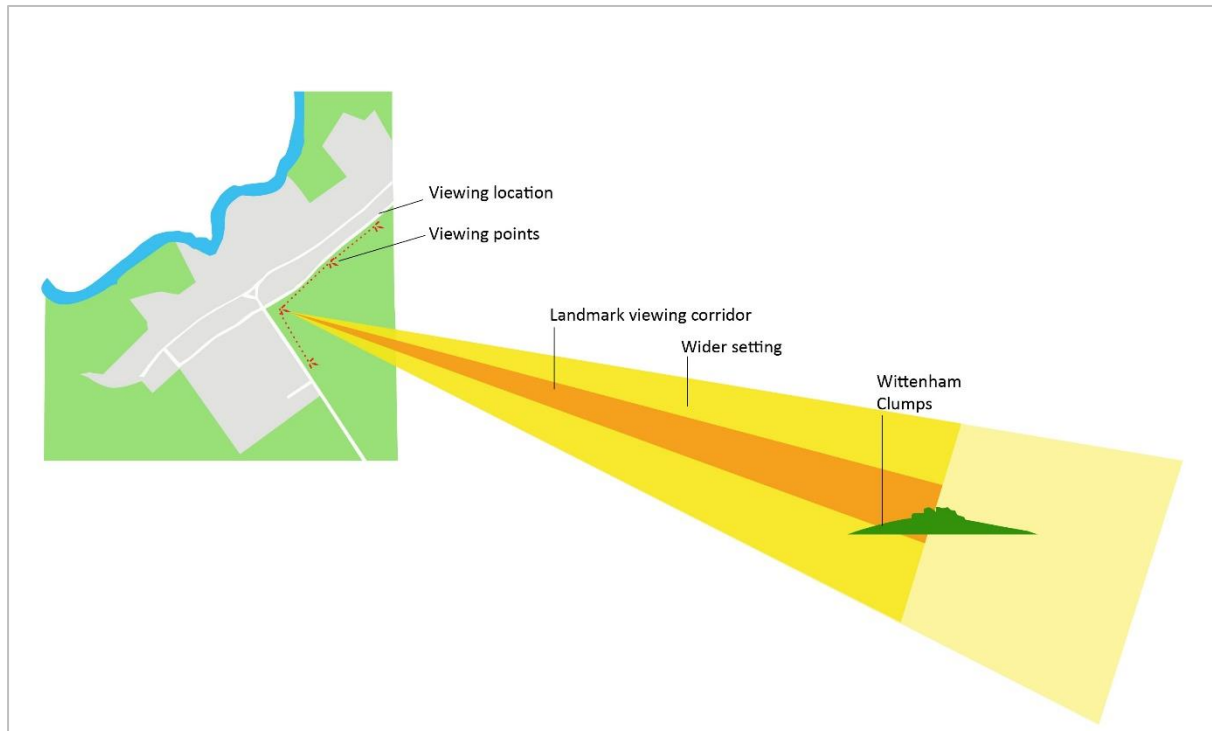 Viewing location
Viewing points
Landmark viewing corridor
Wider setting
Wittenham
Clumps